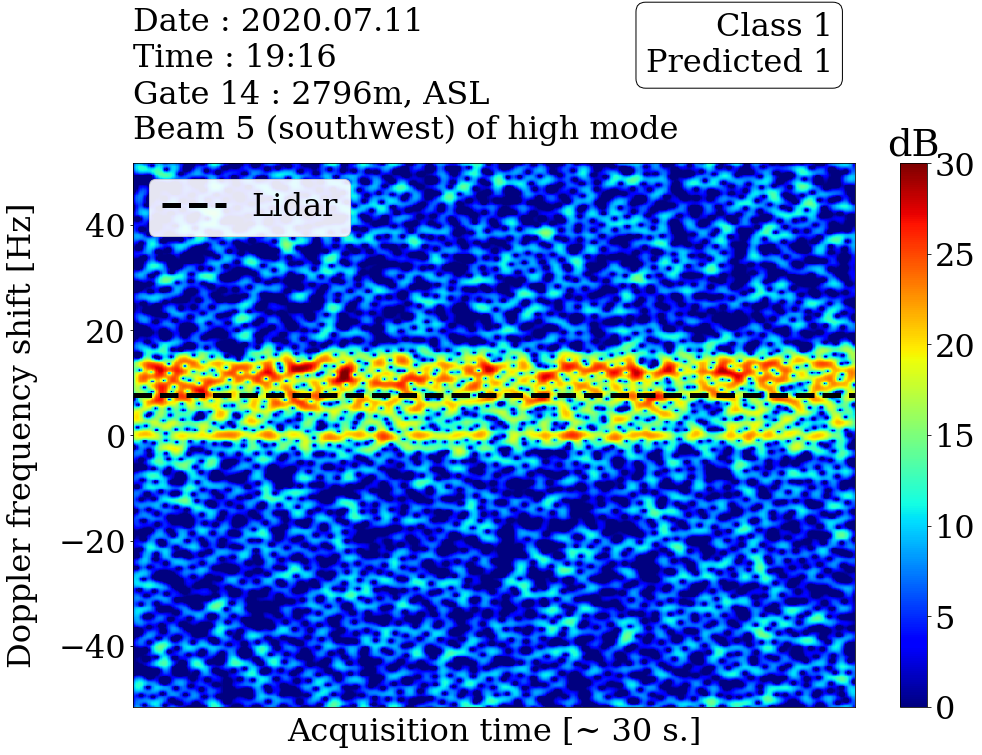 Date : 2020.07.11
Time : 19:16
Gate 14 : 2796m, ASL
Beam 5 (southwest) of high mode
Class 1
Predicted 1
dB
Lidar
Doppler frequency shift [Hz]
40
20
0
−20
−40
Acquisition time [~ 30 s.]
30
25
20
15
10
5
0